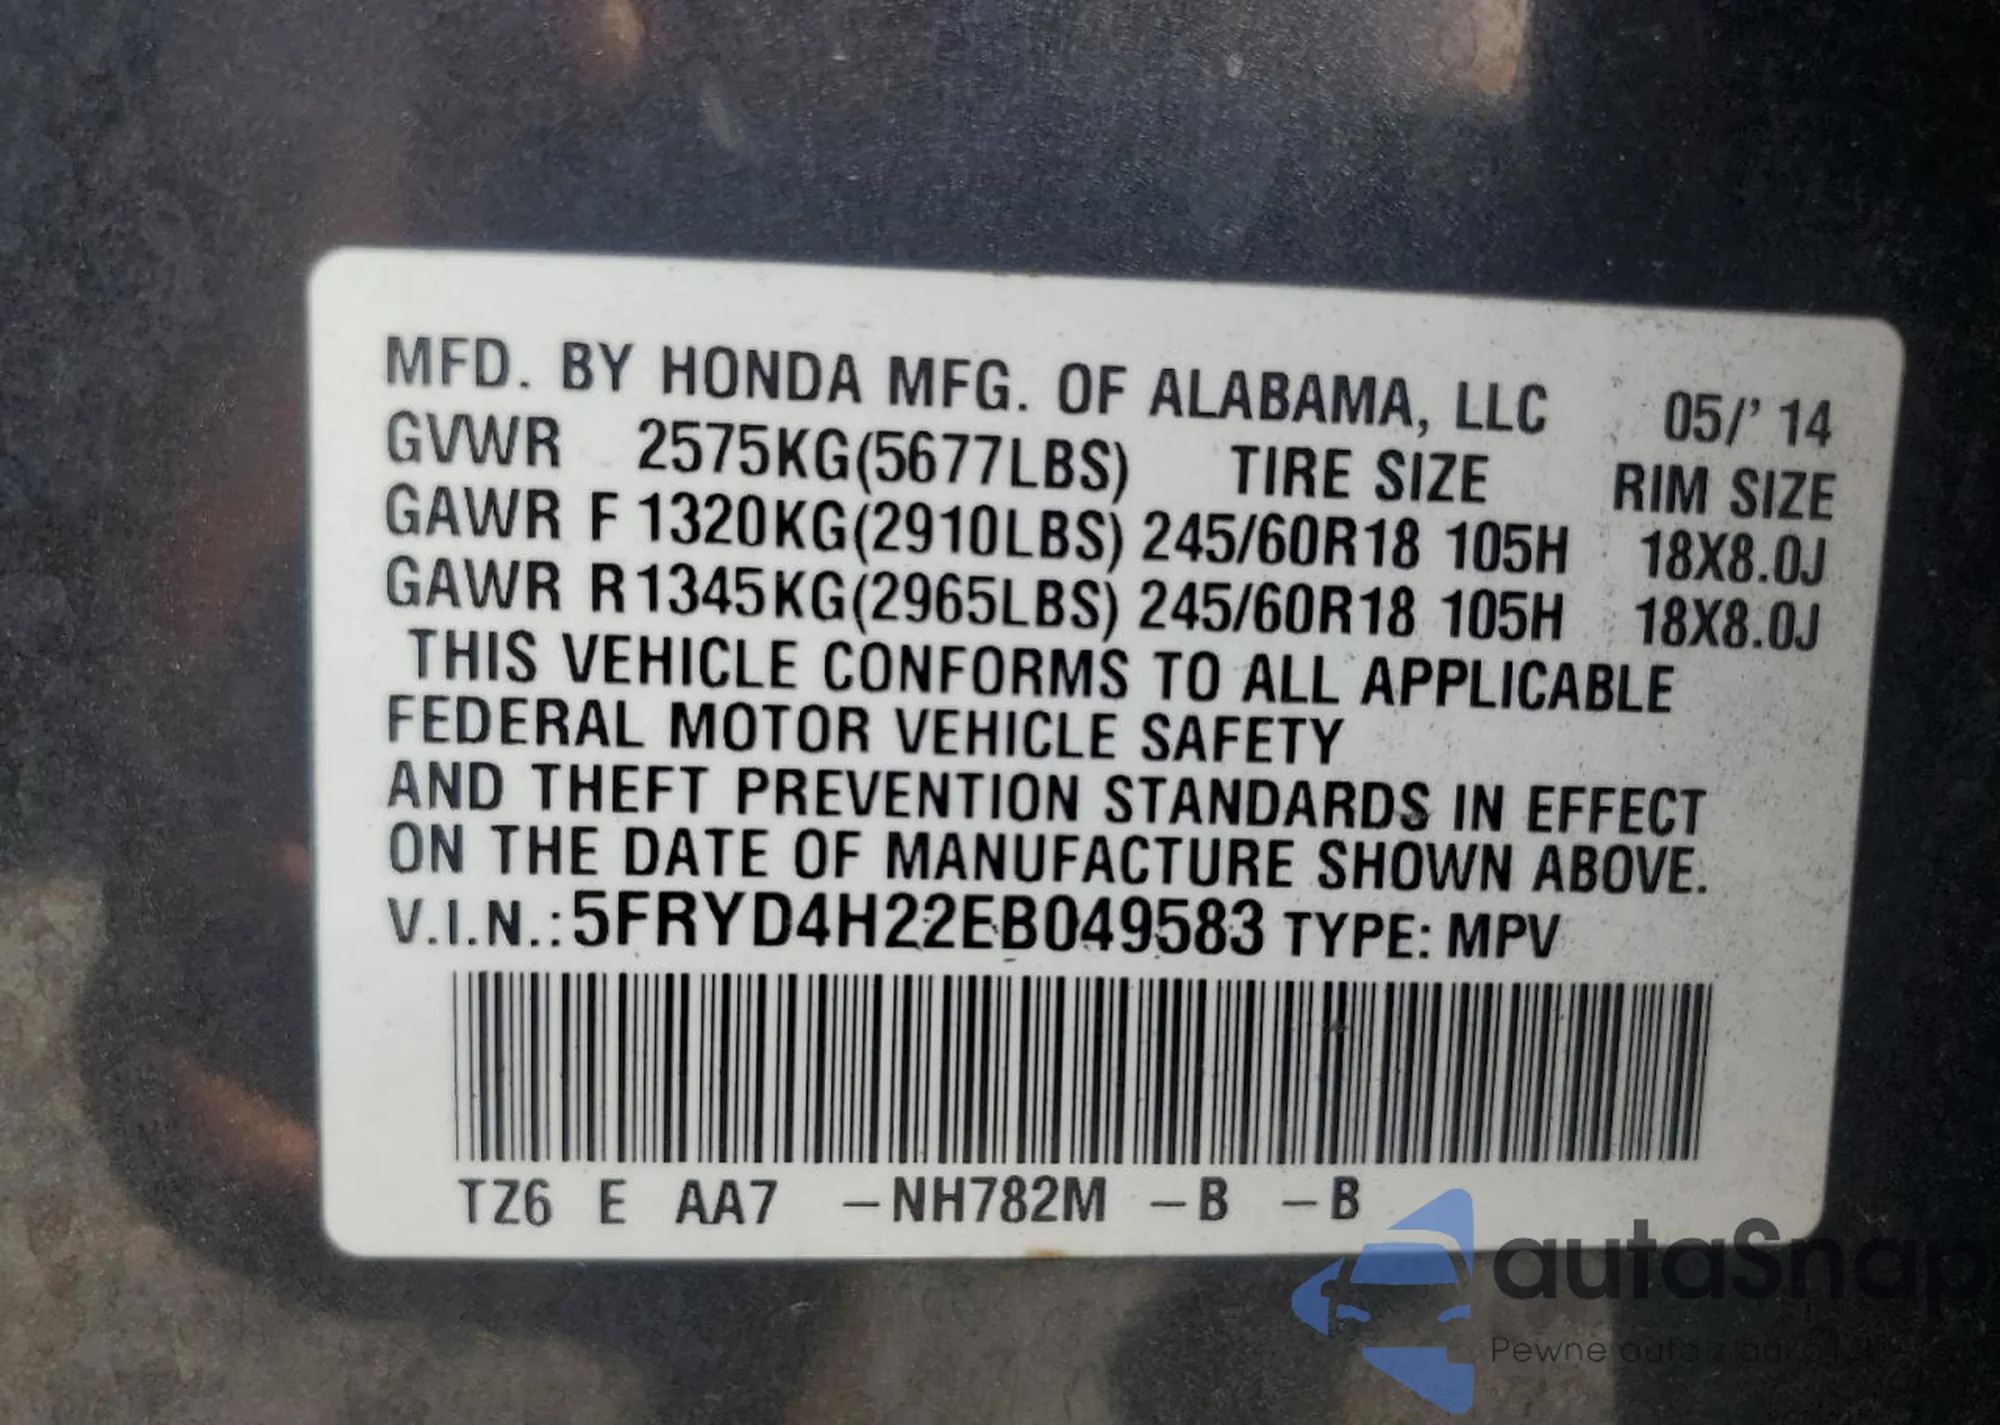 MFD. BY HONDA MFG. OF ALABAMA, LLC 05/' 14
GVWR 2575KG(5677LBS) TIRE SIZE RIM SIZE
GAWR F 1320KG(2910LBS) 245/60R18 105H 18X8.0J
GAWR R 1345KG(2965LBS) 245/60R18 105H 18X8.0J
THIS VEHICLE CONFORMS TO ALL APPLICABLE
FEDERAL MOTOR VEHICLE SAFETY
AND THEFT PREVENTION STANDARDS IN EFFECT
ON THE DATE OF MANUFACTURE SHOWN ABOVE.
V.I.N.: 5FRYD4H22EB049583 TYPE: MPV
TZ6 E AA7 –NH782M –B –B
autaSnap
Pewne auta z